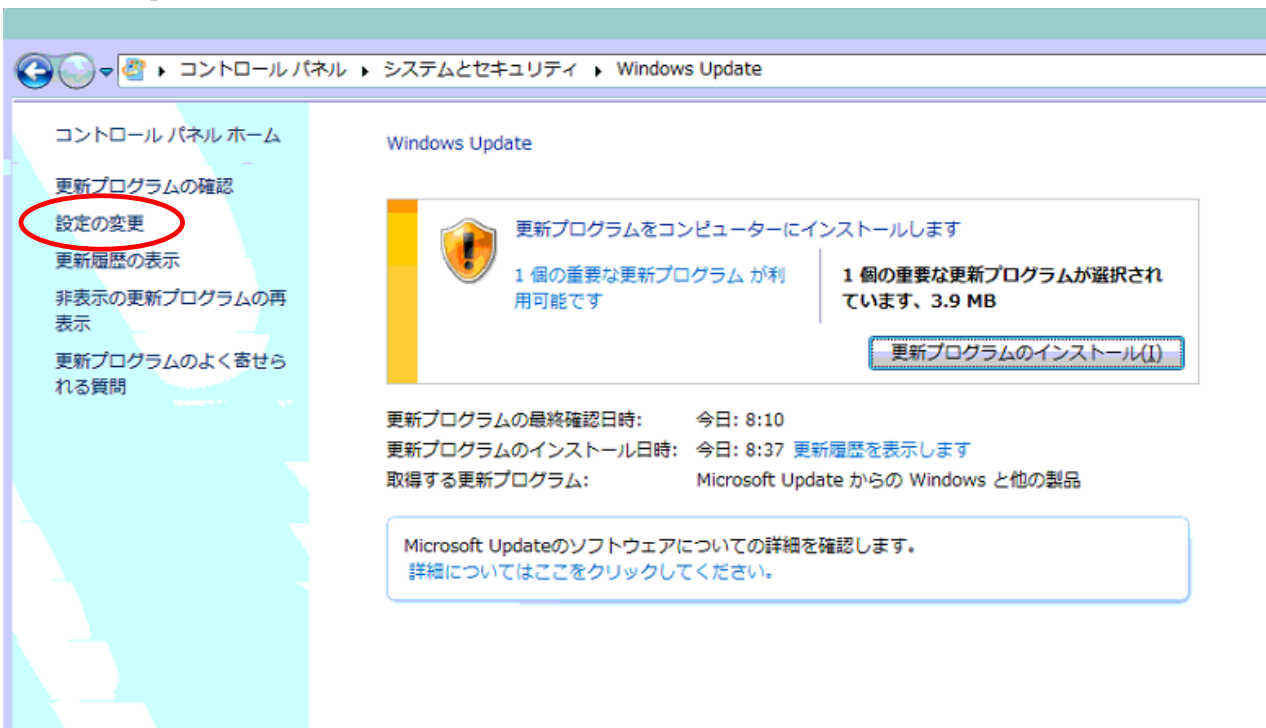 コントロール パネル ▸ システムとセキュリティ ▸ Windows Update
コントロール パネル ホーム
更新プログラムの確認
設定の変更
更新履歴の表示
非表示の更新プログラムの再
表示
更新プログラムのよく寄せら
れる質問
Windows Update
更新プログラムをコンピューターにインストールします
1 個の重要な更新プログラム が利
用可能です
1 個の重要な更新プログラムが選択され
ています、3.9 MB
更新プログラムのインストール(I)
更新プログラムの最終確認日時: 今日: 8:10
更新プログラムのインストール日時: 今日: 8:37 更新履歴を表示します
取得する更新プログラム: Microsoft Update からの Windows と他の製品
Microsoft Updateのソフトウェアについての詳細を確認します。
詳細についてはここをクリックしてください。